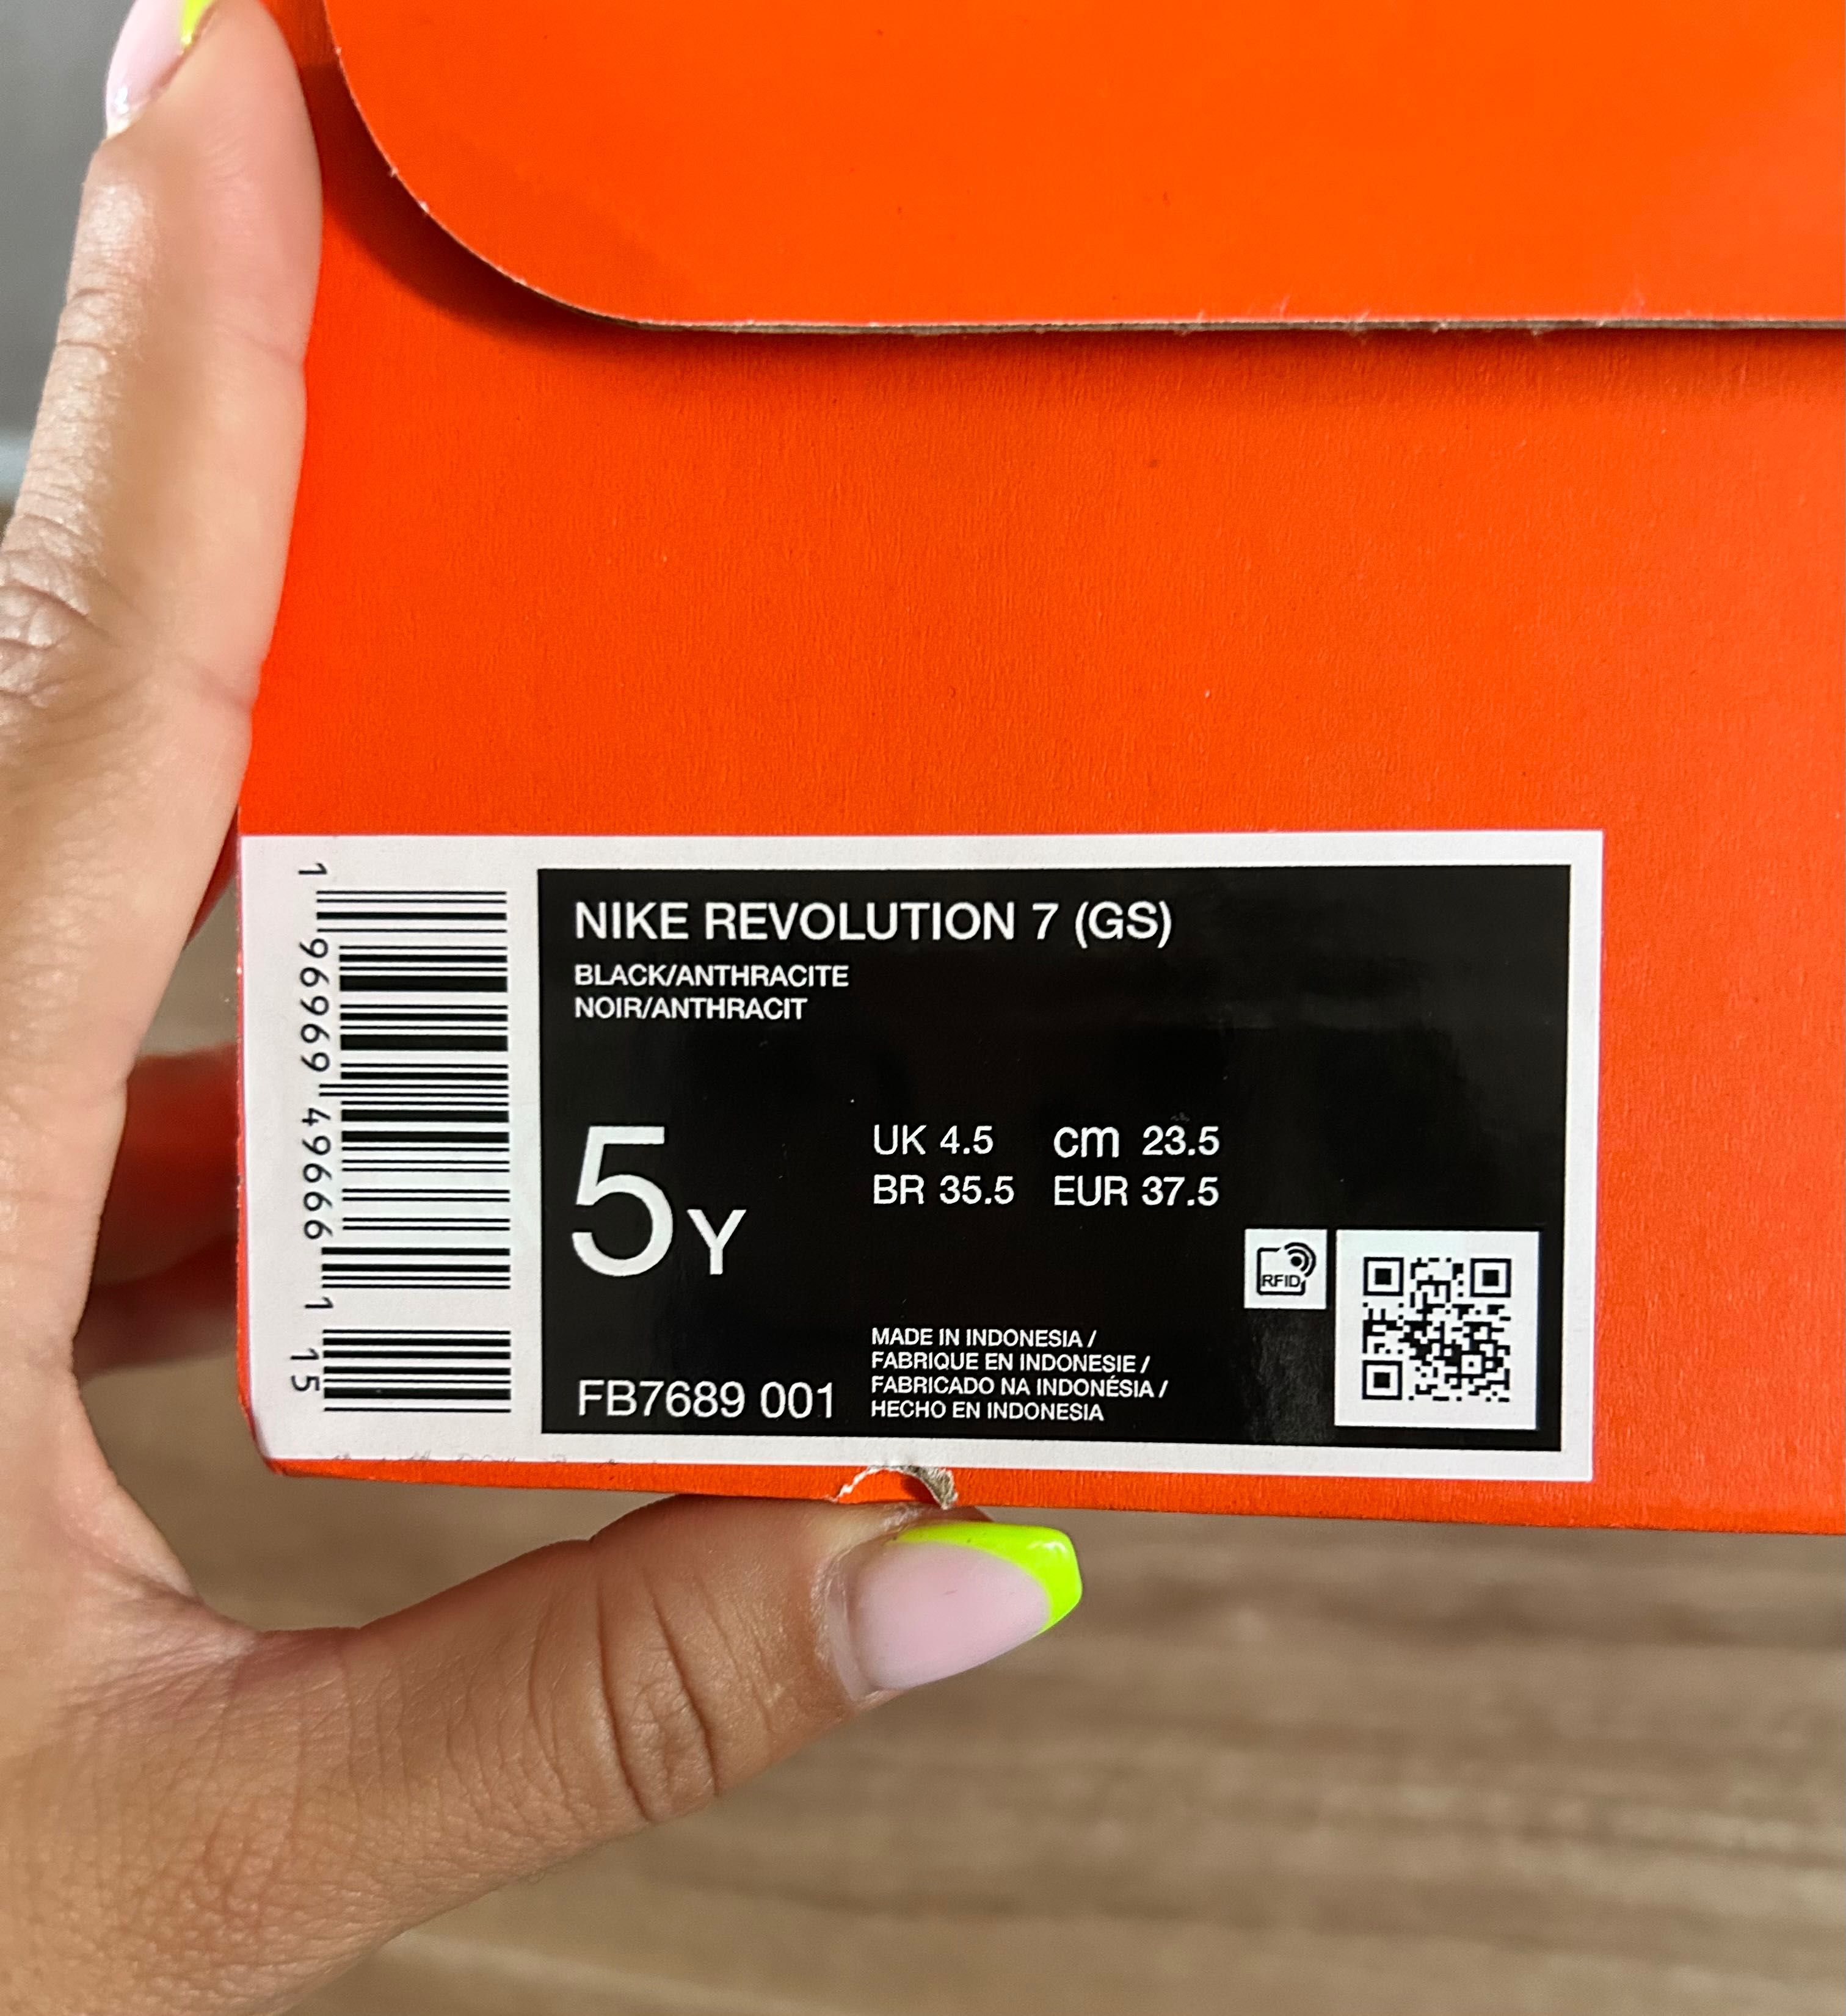 NIKE REVOLUTION 7 (GS)
BLACK/ANTHRACITE
NOIR/ANTHRACIT
5Y
UK 4.5 cm 23.5
BR 35.5 EUR 37.5
RFID
FB7689 001
MADE IN INDONESIA /
FABRIQUE EN INDONESIE /
FABRICADO NA INDONÉSIA /
HECHO EN INDONESIA
1 96969 49666 1 15